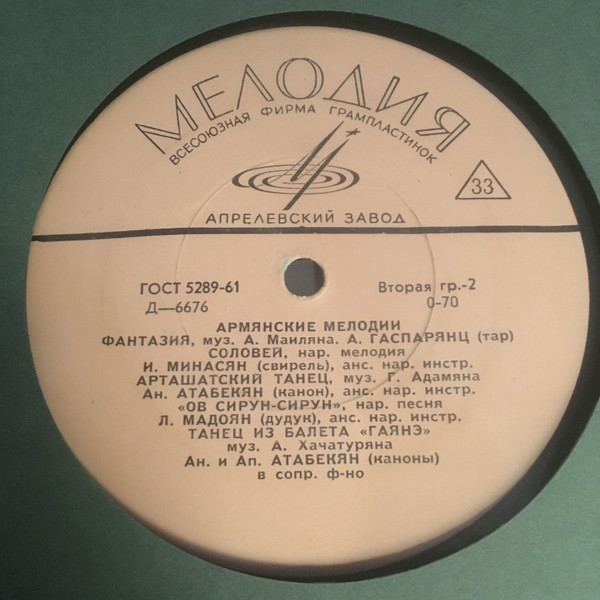 МЕЛОДИЯ
ВСЕСОЮЗНАЯ ФИРМА ГРАМПЛАСТИНОК
33
АПРЕЛЕВСКИЙ ЗАВОД
ГОСТ 5289-61 Вторая гр.-2
Д—6676 0-70
АРМЯНСКИЕ МЕЛОДИИ
ФАНТАЗИЯ, муз. А. Маиляна. А. ГАСПАРЯНЦ (тар)
СОЛОВЕЙ, нар. мелодия
И. МИНАСЯН (свирель), анс. нар. инстр.
АРТАШАТСКИЙ ТАНЕЦ, муз. Г. Адамяна
Ан. АТАБЕКЯН (канон), анс. нар. инстр.
«ОВ СИРУН-СИРУН», нар. песня
Л. МАДОЯН (дудук), анс. нар. инстр.
ТАНЕЦ ИЗ БАЛЕТА «ГАЯНЭ»
муз. А. Хачатуряна
Ан. и Ап. АТАБЕКЯН (каноны)
в сопр. ф-но